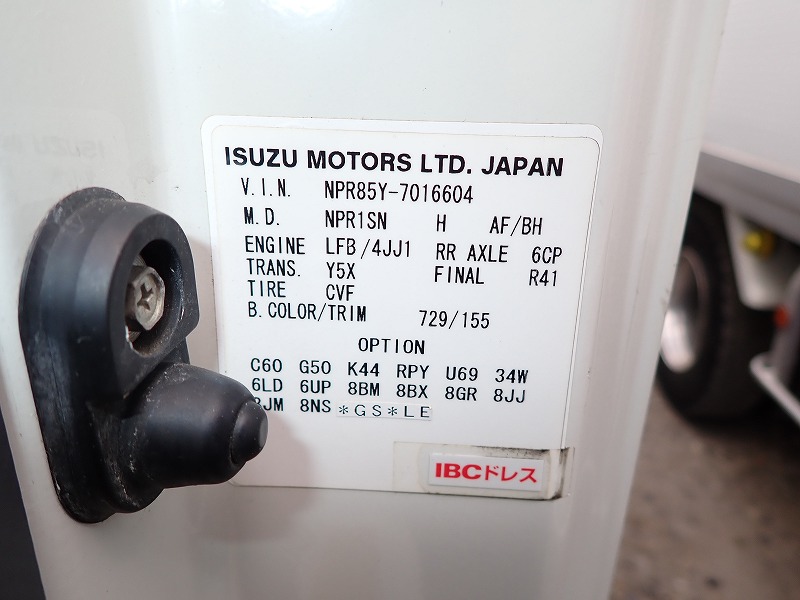 ISUZU MOTORS LTD. JAPAN
V.I.N. NPR85Y-7016604
M.D. NPR1SN H AF/BH
ENGINE LFB/4JJ1 RR AXLE 6CP
TRANS. Y5X FINAL R41
TIRE CVF
B.COLOR/TRIM 729/155
OPTION
C60 G50 K44 RPY U69 34W
6LD 6UP 8BM 8BX 8GR 8JJ
8NS *GS*LE
IBCドレス